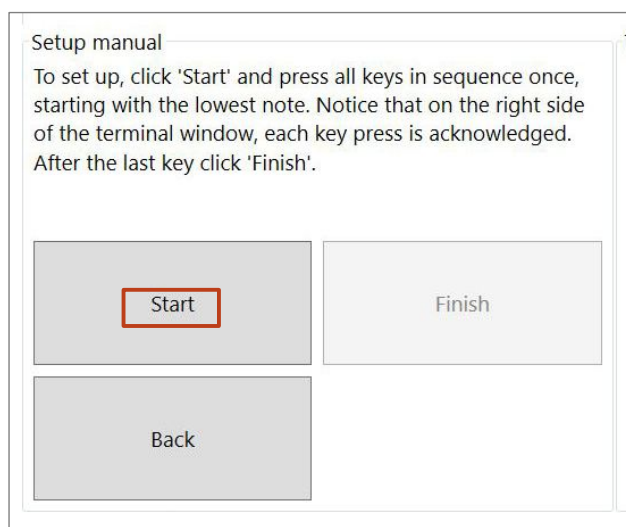 Setup manual
To set up, click 'Start' and press all keys in sequence once,
starting with the lowest note. Notice that on the right side
of the terminal window, each key press is acknowledged.
After the last key click 'Finish'.
Start
Finish
Back